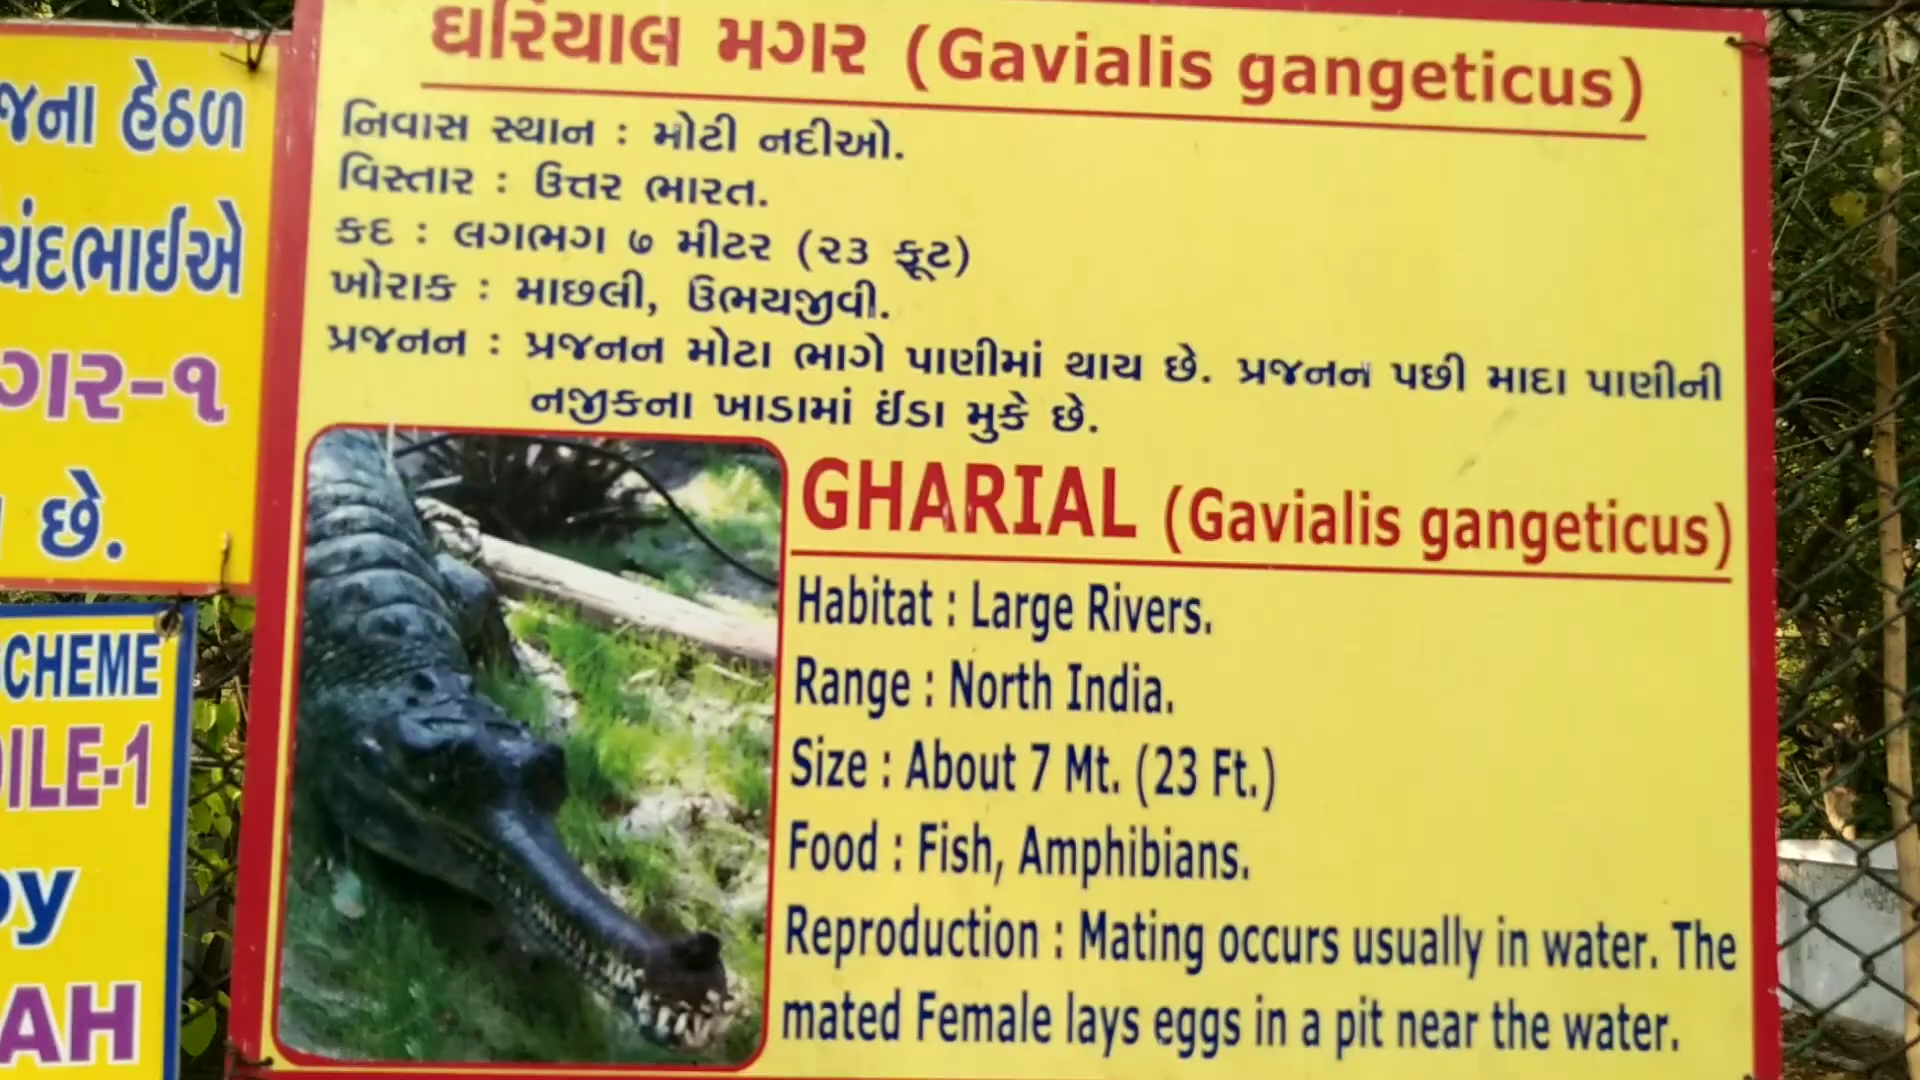 જના હેઠળ
ચંદભાઈએ
ગર-૧
છે.
CHEME
ILE-1
by
AH
ઘરિયાલ મગર (Gavialis gangeticus)
નિવાસ સ્થાન : મોટી નદીઓ.
વિસ્તાર : ઉત્તર ભારત.
કદ : લગભગ ૭ મીટર (૨૩ ફૂટ)
ખોરાક : માછલી, ઉભયજીવી.
પ્રજનન : પ્રજનન મોટા ભાગે પાણીમાં થાય છે. પ્રજનન પછી માદા પાણીની
નજીકના ખાડામાં ઈંડા મુકે છે.
GHARIAL (Gavialis gangeticus)
Habitat : Large Rivers.
Range : North India.
Size : About 7 Mt. (23 Ft.)
Food : Fish, Amphibians.
Reproduction : Mating occurs usually in water. The
mated Female lays eggs in a pit near the water.